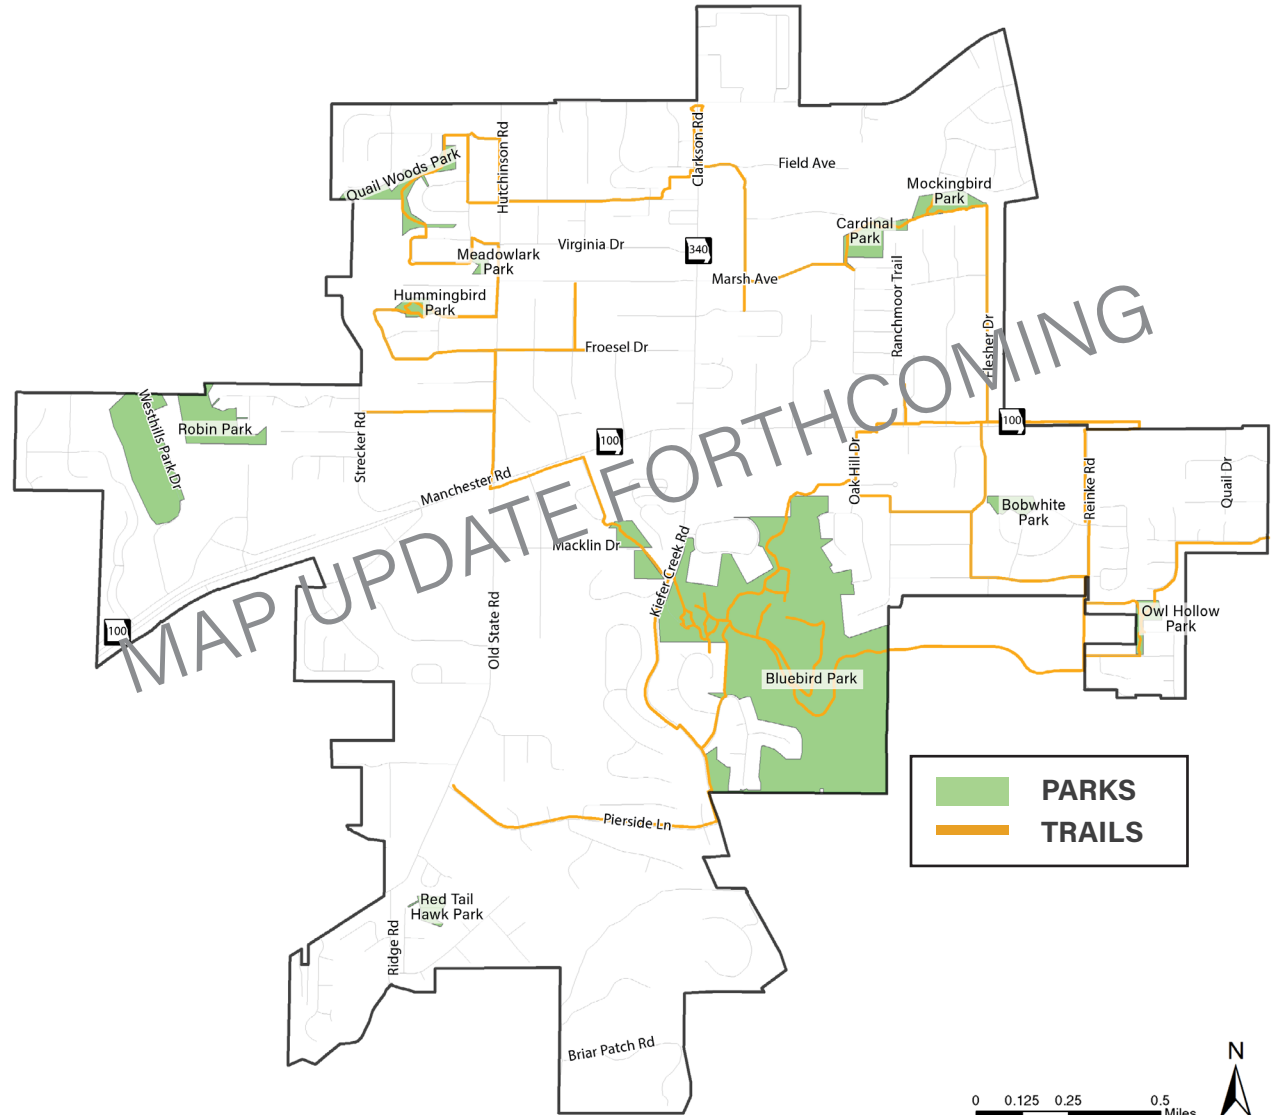 Clarkson Rd
Hutchinson Rd
Field Ave
Quail Woods Park
Mockingbird
Park
Cardinal
Park
Virginia Dr
340
Meadowlark
Park
Marsh Ave
Ranchmoor Trail
Hummingbird
Park
Flesher Dr
Froesel Dr
Westhills Park Dr
Robin Park
Strecker Rd
100
100
Manchester Rd
Oak Hill Dr
Reinke Rd
Quail Dr
Bobwhite
Park
Macklin Dr
Kiefer Creek Rd
MAP UPDATE FORTHCOMING
100
Old State Rd
Owl Hollow
Park
Bluebird Park
PARKS
TRAILS
Pierside Ln
Red Tail
Hawk Park
Ridge Rd
Briar Patch Rd
N
0 0.125 0.25 0.5
Miles